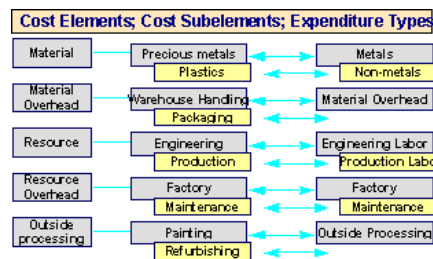 Cost Elements; Cost Subelements; Expenditure Types
Material Precious metals Metals
Plastics Non-metals
Material Overhead Warehouse Handling Material Overhead
Packaging
Resource Engineering Engineering Labor
Production Production Labo
Resource Overhead Factory Factory
Maintenance Maintenance
Outside processing Painting Outside Processing
Refurbishing